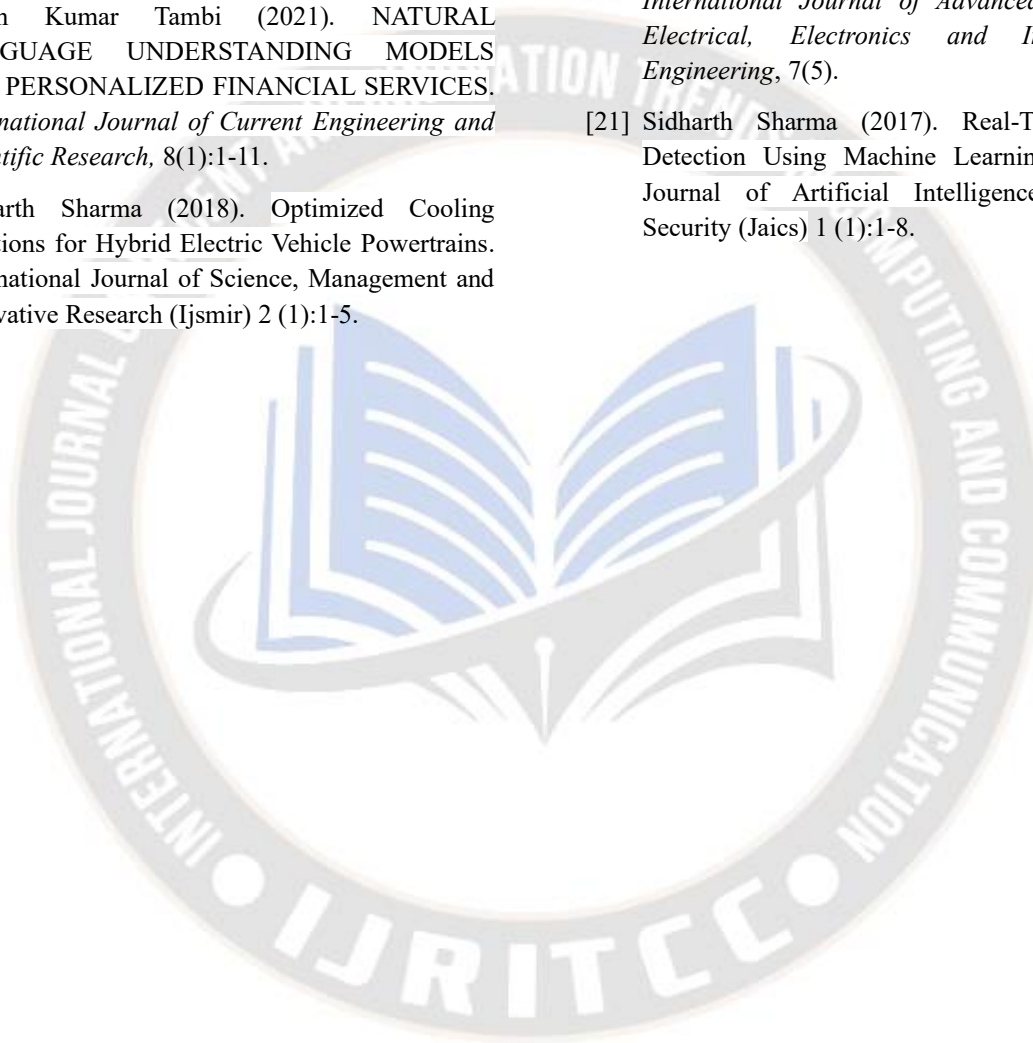 n Kumar Tambi (2021). NATURAL
GUAGE UNDERSTANDING MODELS
PERSONALIZED FINANCIAL SERVICES.
national Journal of Current Engineering and
ntific Research, 8(1):1-11.
arth Sharma (2018). Optimized Cooling
tions for Hybrid Electric Vehicle Powertrains.
national Journal of Science, Management and
vative Research (Ijsmir) 2 (1):1-5.
International Journal of Advanced
Electrical, Electronics and I
Engineering, 7(5).
[21] Sidharth Sharma (2017). Real-T
Detection Using Machine Learnin
Journal of Artificial Intelligence
Security (Jaics) 1 (1):1-8.
INTERNATIONAL JOURNAL TRENDS COMPUTING AND COMMUNICATION
IJRITCC